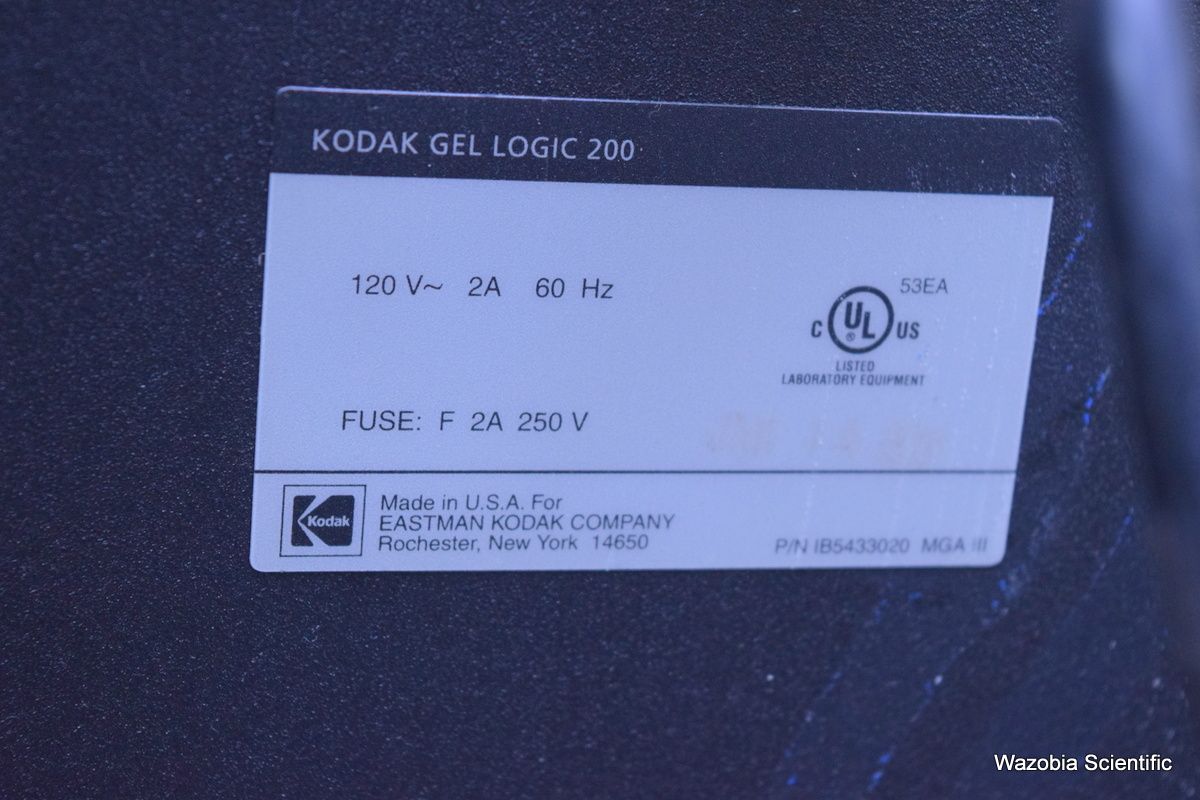 KODAK GEL LOGIC 200
120 V~ 2A 60 Hz
53EA
C UL US
®
LISTED
LABORATORY EQUIPMENT
FUSE: F 2A 250 V
Kodak
Made in U.S.A. For
EASTMAN KODAK COMPANY
Rochester, New York 14650
P/N IB5433020 MGA III
Wazobia Scientific